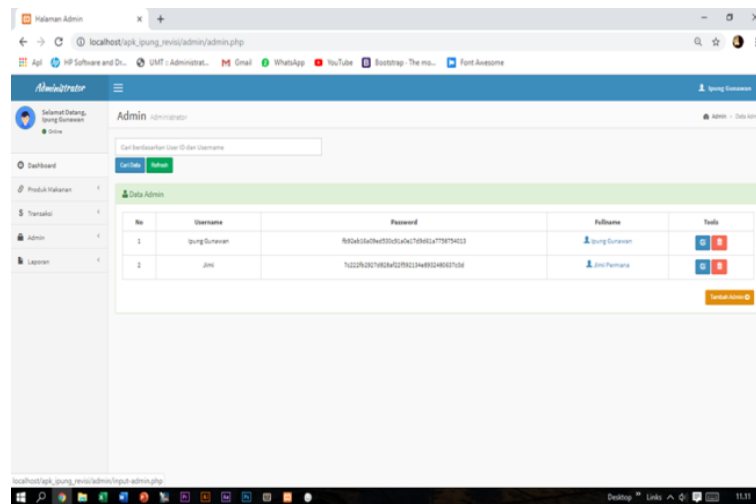 Halaman Admin
localhost/apk_ipung_revisi/admin/admin.php
Apl HP Software and Dr... UMT :: Administrat... Gmail WhatsApp YouTube Bootstrap · The mo... Font Awesome
Administrator
Ipung Gunawan
Selamat Datang,
Ipung Gunawan
Online
Admin Administrator
Admin > Data Adm
Cari berdasarkan User ID dan Username
Cari Data Refresh
Dashboard
Produk Makanan
Transaksi
Admin
Laporan
Data Admin
No Username Password Fullname Tools
1 Ipung Gunawan Ipung Gunawan
2 Jimi Jimi Permana
Tambah Admin
localhost/apk_ipung_revisi/admin/input-admin.php
Desktop Links 11.11